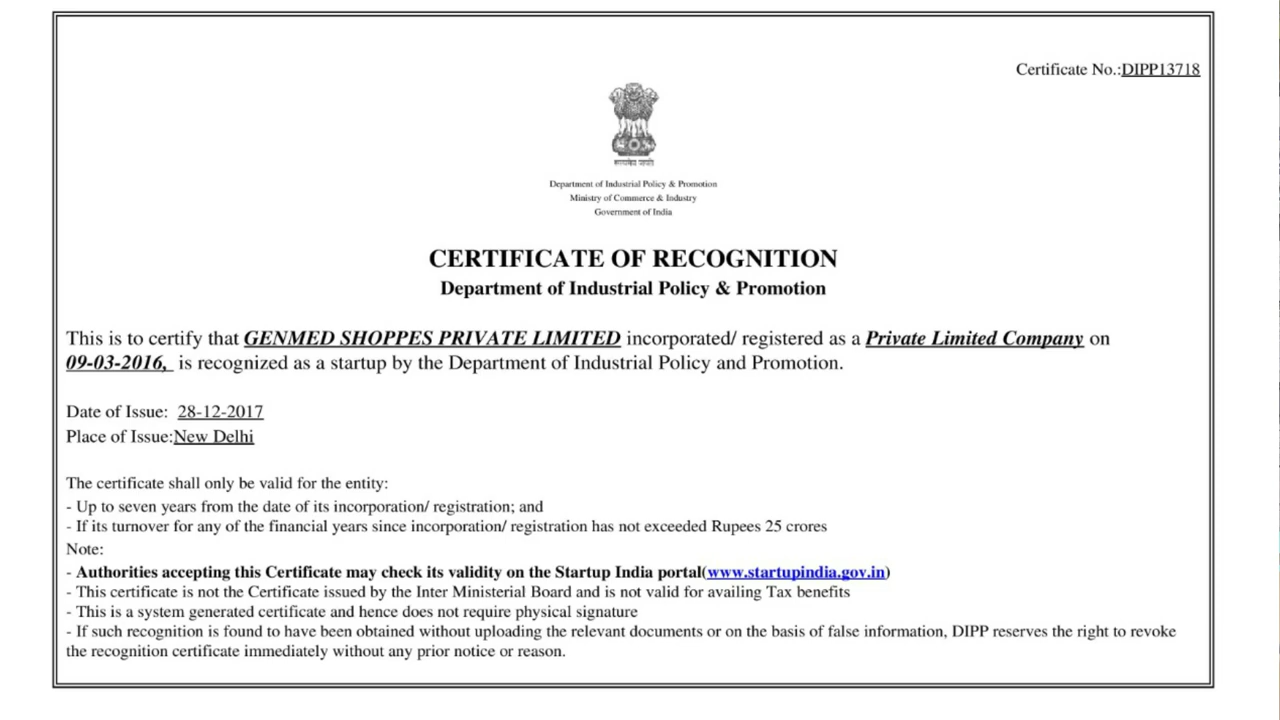 Certificate No.:DIPP13718
सत्यमेव जयते
Department of Industrial Policy & Promotion
Ministry of Commerce & Industry
Government of India
CERTIFICATE OF RECOGNITION
Department of Industrial Policy & Promotion
This is to certify that GENMED SHOPPES PRIVATE LIMITED incorporated/ registered as a Private Limited Company on
09-03-2016, is recognized as a startup by the Department of Industrial Policy and Promotion.
Date of Issue: 28-12-2017
Place of Issue:New Delhi
The certificate shall only be valid for the entity:
- Up to seven years from the date of its incorporation/ registration; and
- If its turnover for any of the financial years since incorporation/ registration has not exceeded Rupees 25 crores
Note:
- Authorities accepting this Certificate may check its validity on the Startup India portal(www.startupindia.gov.in)
- This certificate is not the Certificate issued by the Inter Ministerial Board and is not valid for availing Tax benefits
- This is a system generated certificate and hence does not require physical signature
- If such recognition is found to have been obtained without uploading the relevant documents or on the basis of false information, DIPP reserves the right to revoke
the recognition certificate immediately without any prior notice or reason.